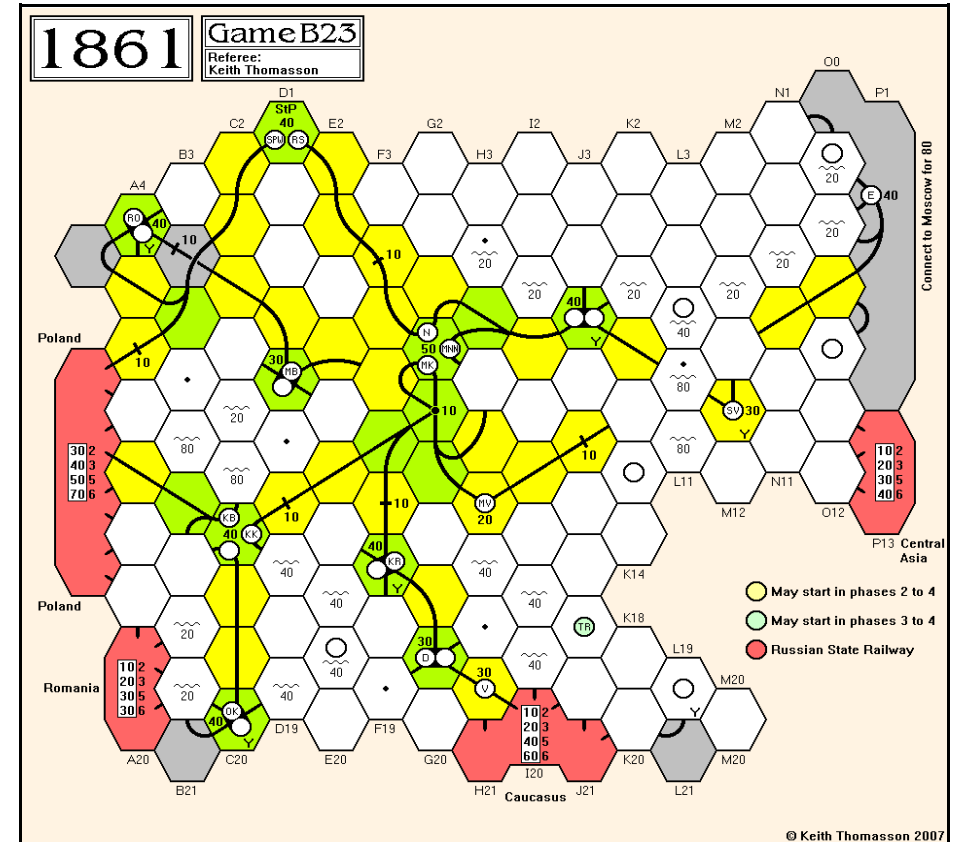 1861
Game B23
Referee:
Keith Thomasson
O0
D1
N1
P1
StP
40
C2
E2
G2
I2
K2
M2
SPW
RS
B3
F3
H3
J3
L3
20
A4
E
40
RO
40
Y
10
20
10
20
20
20
20
Connect to Moscow for 80
40
Poland
N
40
50
MNN
Y
10
30
MB
MK
80
20
10
SV
30
Y
80
10
80
30 2
40 3
50 5
70 6
10 2
20 3
30 5
40 6
80
L11
N11
KB
10
10
MV
20
M12
O12
40
KK
40
KR
P13
Central
Asia
40
40
Y
40
K14
May start in phases 2 to 4
Poland
20
TR
K18
May start in phases 3 to 4
30
40
D
40
L19
Russian State Railway
Romania
10 2
20 3
30 5
30 6
20
40
30
V
M20
OK
40
Y
D19
F19
10 2
20 3
40 5
60 6
Y
A20
C20
E20
G20
I20
K20
M20
B21
H21
J21
L21
Caucasus
© Keith Thomasson 2007